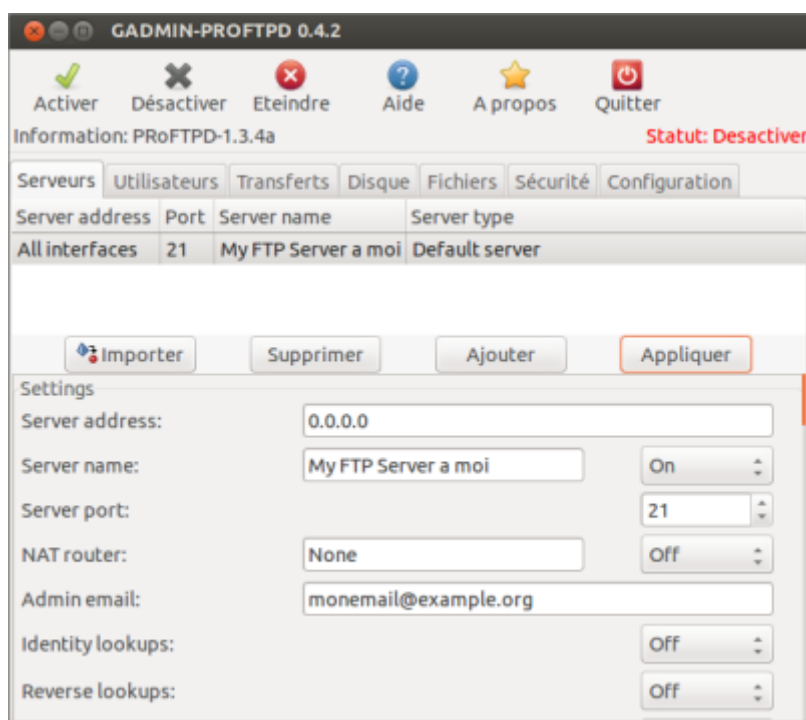 GADMIN-PROFTPD 0.4.2
Activer Désactiver Eteindre Aide A propos Quitter
Information: PRoFTPD-1.3.4a Statut: Desactiver
Serveurs Utilisateurs Transferts Disque Fichiers Sécurité Configuration
Server address Port Server name Server type
All interfaces 21 My FTP Server a moi Default server
Importer Supprimer Ajouter Appliquer
Settings
Server address: 0.0.0.0
Server name: My FTP Server a moi On
Server port: 21
NAT router: None Off
Admin email: monemail@example.org
Identity lookups: Off
Reverse lookups: Off